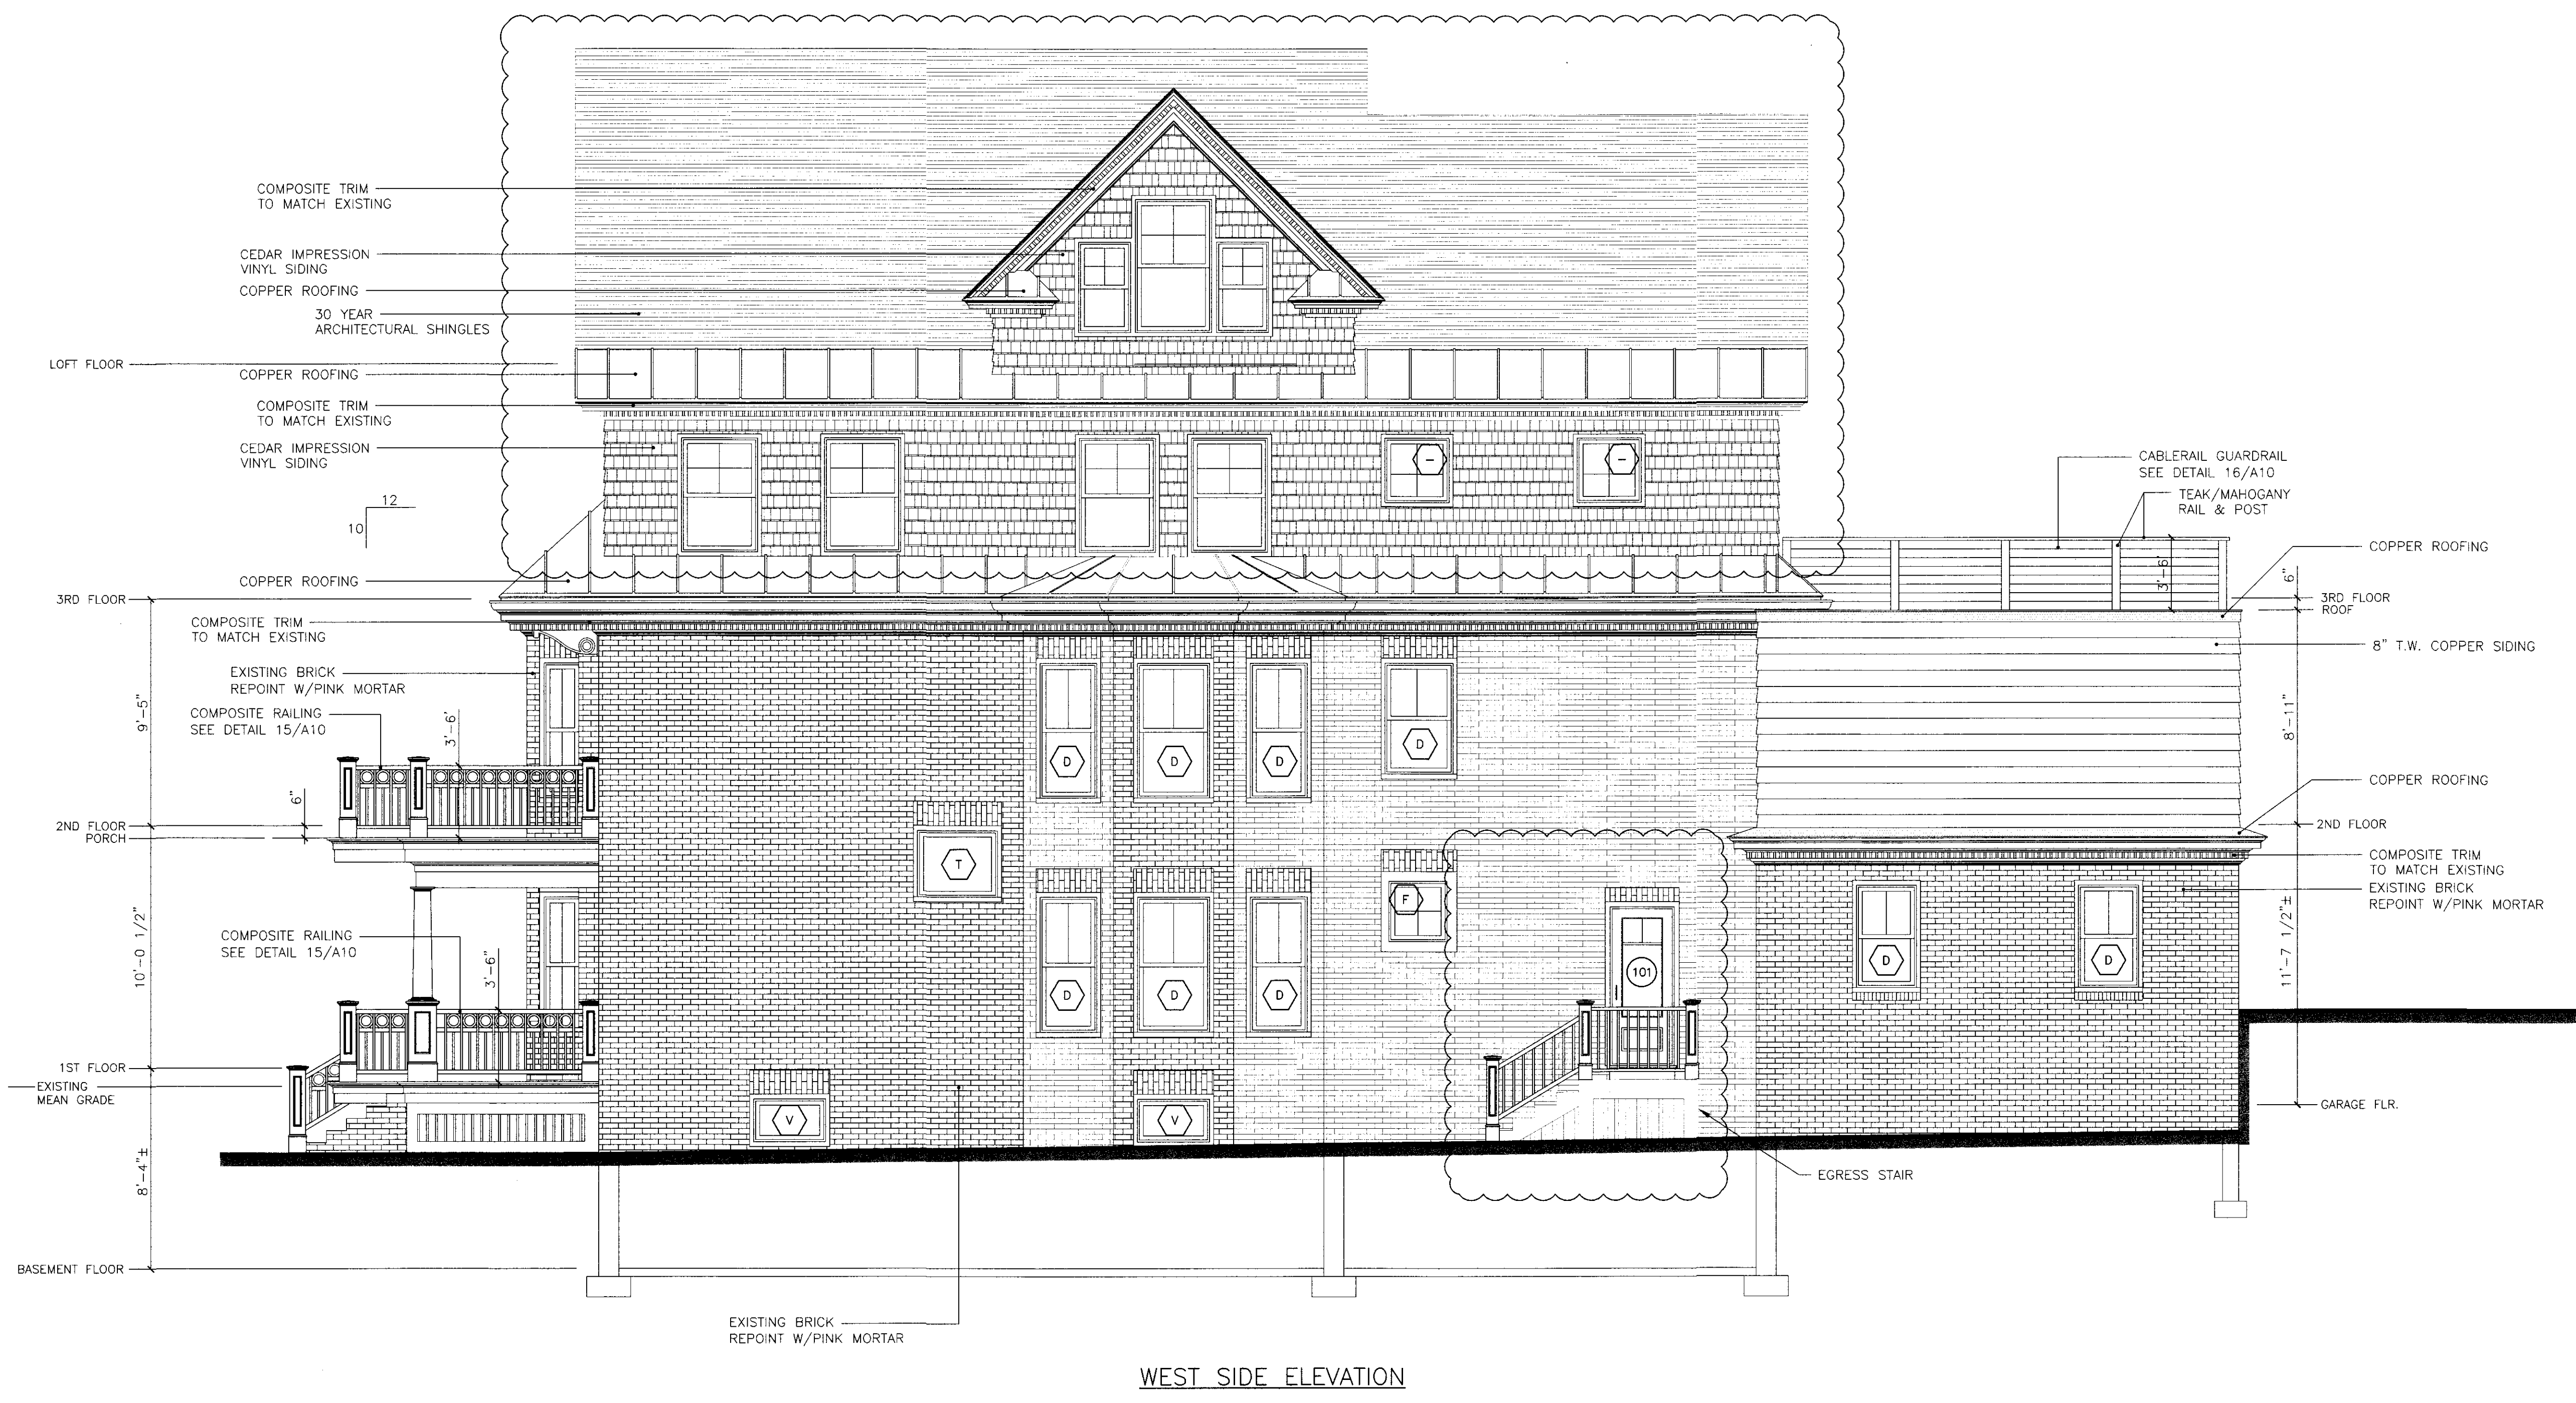 COMPOSITE TRIM
TO MATCH EXISTING
CEDAR IMPRESSION
VINYL SIDING
COPPER ROOFING
30 YEAR
ARCHITECTURAL SHINGLES
LOFT FLOOR
COPPER ROOFING
COMPOSITE TRIM
TO MATCH EXISTING
CEDAR IMPRESSION
VINYL SIDING
12
10
COPPER ROOFING
3RD FLOOR
COMPOSITE TRIM
TO MATCH EXISTING
EXISTING BRICK
REPOINT W/PINK MORTAR
9'-5"
COMPOSITE RAILING
SEE DETAIL 15/A10
3'-6'
6"
2ND FLOOR
PORCH
10'-0 1/2"
COMPOSITE RAILING
SEE DETAIL 15/A10
3'-6"
1ST FLOOR
EXISTING
MEAN GRADE
8'-4"±
BASEMENT FLOOR
-
-
D
D
D
D
T
F
D
D
D
101
D
D
V
V
CABLERAIL GUARDRAIL
SEE DETAIL 16/A10
TEAK/MAHOGANY
RAIL & POST
COPPER ROOFING
3'-6"
6"
3RD FLOOR
ROOF
8" T.W. COPPER SIDING
8'-11"
COPPER ROOFING
2ND FLOOR
COMPOSITE TRIM
TO MATCH EXISTING
EXISTING BRICK
REPOINT W/PINK MORTAR
11'-7 1/2"±
GARAGE FLR.
EGRESS STAIR
EXISTING BRICK
REPOINT W/PINK MORTAR
WEST SIDE ELEVATION